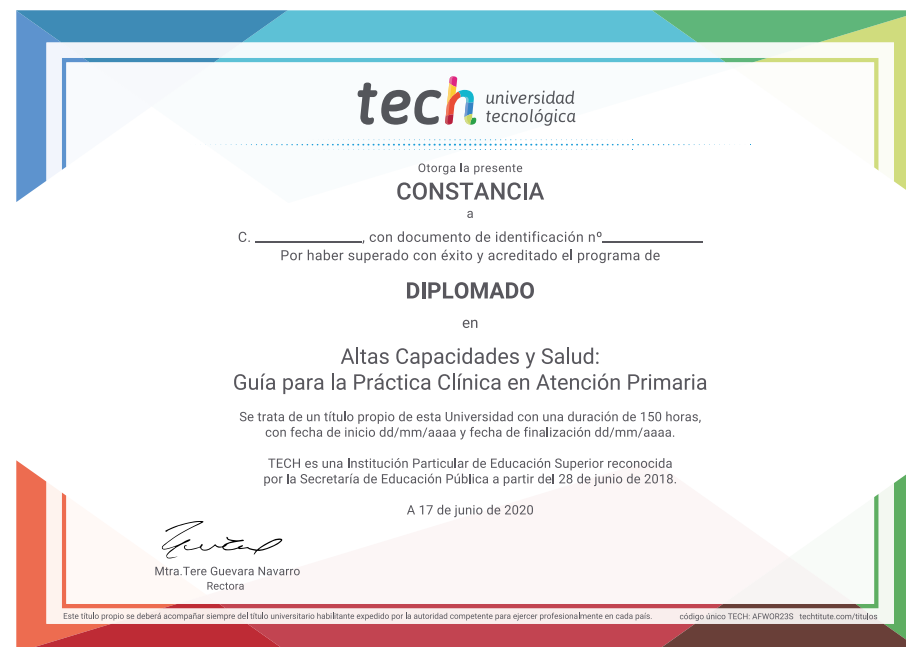 tech universidad
tecnológica
Otorga la presente
CONSTANCIA
a
C. ______________, con documento de identificación nº_____________
Por haber superado con éxito y acreditado el programa de
DIPLOMADO
en
Altas Capacidades y Salud:
Guía para la Práctica Clínica en Atención Primaria
Se trata de un título propio de esta Universidad con una duración de 150 horas,
con fecha de inicio dd/mm/aaaa y fecha de finalización dd/mm/aaaa.
TECH es una Institución Particular de Educación Superior reconocida
por la Secretaría de Educación Pública a partir del 28 de junio de 2018.
A 17 de junio de 2020
Mtra.Tere Guevara Navarro
Rectora
Este título propio se deberá acompañar siempre del título universitario habilitante expedido por la autoridad competente para ejercer profesionalmente en cada país. código único TECH: AFWOR23S techtitute.com/titulos